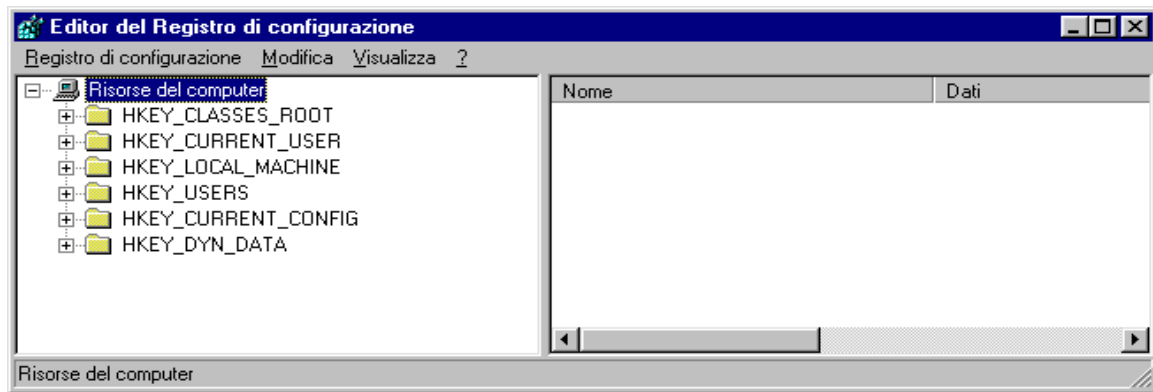 Editor del Registro di configurazione
Registro di configurazione Modifica Visualizza ?
Risorse del computer
HKEY_CLASSES_ROOT
HKEY_CURRENT_USER
HKEY_LOCAL_MACHINE
HKEY_USERS
HKEY_CURRENT_CONFIG
HKEY_DYN_DATA
Nome Dati
Risorse del computer